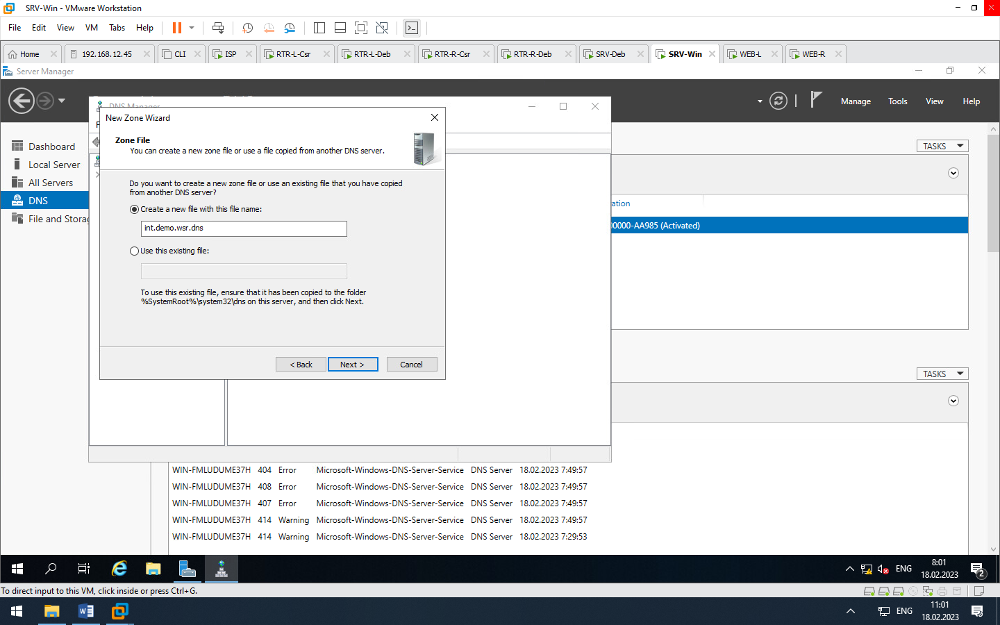 SRV-Win - VMware Workstation
File Edit View VM Tabs Help
Home 192.168.12.45 CLI ISP RTR-L-Csr RTR-L-Deb RTR-R-Csr RTR-R-Deb SRV-Deb SRV-Win WEB-L WEB-R
Server Manager
Manage Tools View Help
Dashboard
Local Server
All Servers
DNS
File and Storag
DNS Manager
New Zone Wizard
Zone File
You can create a new zone file or use a file copied from another DNS server.
Do you want to create a new zone file or use an existing file that you have copied
from another DNS server?
Create a new file with this file name:
int.demo.wsr.dns
Use this existing file:
To use this existing file, ensure that it has been copied to the folder
%SystemRoot%\system32\dns on this server, and then click Next.
< Back Next > Cancel
TASKS
ation
0000-AA985 (Activated)
TASKS
WIN-FMLUDUME37H 404 Error Microsoft-Windows-DNS-Server-Service DNS Server 18.02.2023 7:49:57
WIN-FMLUDUME37H 408 Error Microsoft-Windows-DNS-Server-Service DNS Server 18.02.2023 7:49:57
WIN-FMLUDUME37H 407 Error Microsoft-Windows-DNS-Server-Service DNS Server 18.02.2023 7:49:57
WIN-FMLUDUME37H 414 Warning Microsoft-Windows-DNS-Server-Service DNS Server 18.02.2023 7:49:57
WIN-FMLUDUME37H 414 Warning Microsoft-Windows-DNS-Server-Service DNS Server 18.02.2023 7:29:53
ENG 8:01
18.02.2023 2
To direct input to this VM, click inside or press Ctrl+G.
ENG 11:01
18.02.2023